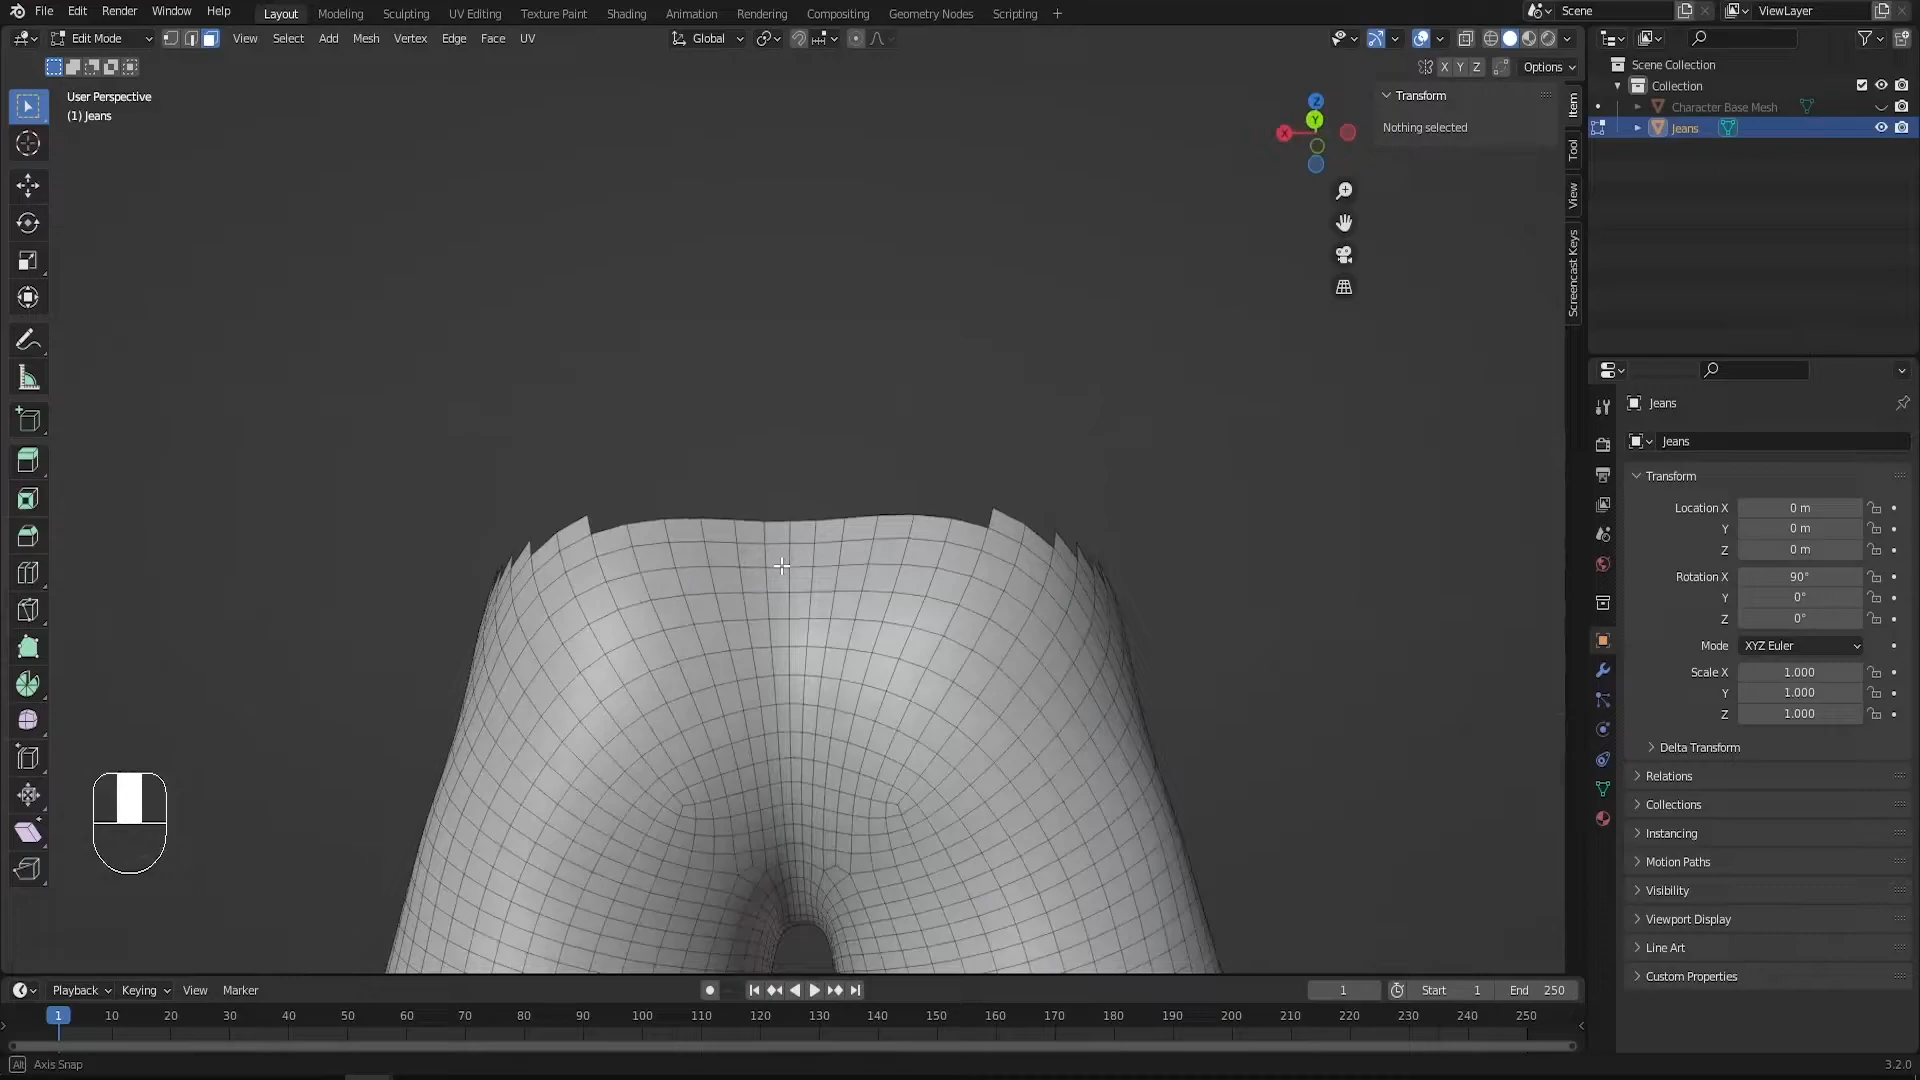 File Edit Render Window Help Layout Modeling Sculpting UV Editing Texture Paint Shading Animation Rendering Compositing Geometry Nodes Scripting + Scene ViewLayer
Edit Mode View Select Add Mesh Vertex Edge Face UV Global
X Y Z Options
User Perspective
(1) Jeans
Z
Y
X
Transform
Nothing selected
Item
Tool
View
Screencast Keys
Scene Collection
Collection
Character Base Mesh
Jeans
Jeans
Jeans
Transform
Location X 0 m
Y 0 m
Z 0 m
Rotation X 90°
Y 0°
Z 0°
Mode XYZ Euler
Scale X 1.000
Y 1.000
Z 1.000
Delta Transform
Relations
Collections
Instancing
Motion Paths
Visibility
Viewport Display
Line Art
Custom Properties
Playback Keying View Marker 1 Start 1 End 250
1 10 20 30 40 50 60 70 80 90 100 110 120 130 140 150 160 170 180 190 200 210 220 230 240 250
Alt Axis Snap 3.2.0